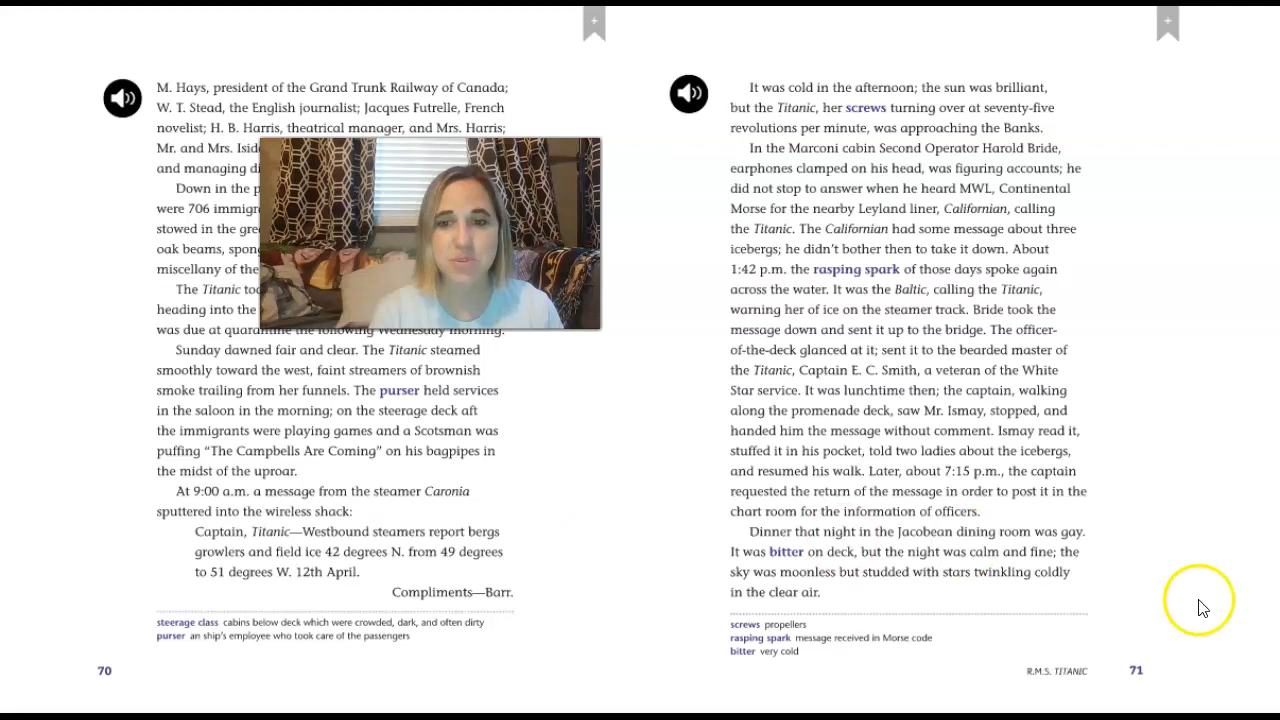 M. Hays, president of the Grand Trunk Railway of Canada;
W. T. Stead, the English journalist; Jacques Futrelle, French
novelist; H. B. Harris, theatrical manager, and Mrs. Harris;
Mr. and Mrs.
and managing
Down in the
were 706
stowed in the
oak beams,
miscellany of the
The Titanic
heading into the
was due at quarantine the following Wednesday morning.
Sunday dawned fair and clear. The Titanic steamed
smoothly toward the west, faint streamers of brownish
smoke trailing from her funnels. The purser held services
in the saloon in the morning; on the steerage deck aft
the immigrants were playing games and a Scotsman was
puffing “The Campbells Are Coming” on his bagpipes in
the midst of the uproar.
At 9:00 a.m. a message from the steamer Caronia
sputtered into the wireless shack:
Captain, Titanic—Westbound steamers report bergs
growlers and field ice 42 degrees N. from 49 degrees
to 51 degrees W. 12th April.
Compliments—Barr.
steerage class cabins below deck which were crowded, dark, and often dirty
purser an ship’s employee who took care of the passengers
70
It was cold in the afternoon; the sun was brilliant,
but the Titanic, her screws turning over at seventy-five
revolutions per minute, was approaching the Banks.
In the Marconi cabin Second Operator Harold Bride,
earphones clamped on his head, was figuring accounts; he
did not stop to answer when he heard MWL, Continental
Morse for the nearby Leyland liner, Californian, calling
the Titanic. The Californian had some message about three
icebergs; he didn’t bother then to take it down. About
1:42 p.m. the rasping spark of those days spoke again
across the water. It was the Baltic, calling the Titanic,
warning her of ice on the steamer track. Bride took the
message down and sent it up to the bridge. The officer-
of-the-deck glanced at it; sent it to the bearded master of
the Titanic, Captain E. C. Smith, a veteran of the White
Star service. It was lunchtime then; the captain, walking
along the promenade deck, saw Mr. Ismay, stopped, and
handed him the message without comment. Ismay read it,
stuffed it in his pocket, told two ladies about the icebergs,
and resumed his walk. Later, about 7:15 p.m., the captain
requested the return of the message in order to post it in the
chart room for the information of officers.
Dinner that night in the Jacobean dining room was gay.
It was bitter on deck, but the night was calm and fine; the
sky was moonless but studded with stars twinkling coldly
in the clear air.
screws propellers
rasping spark message received in Morse code
bitter very cold
R.M.S. TITANIC 71